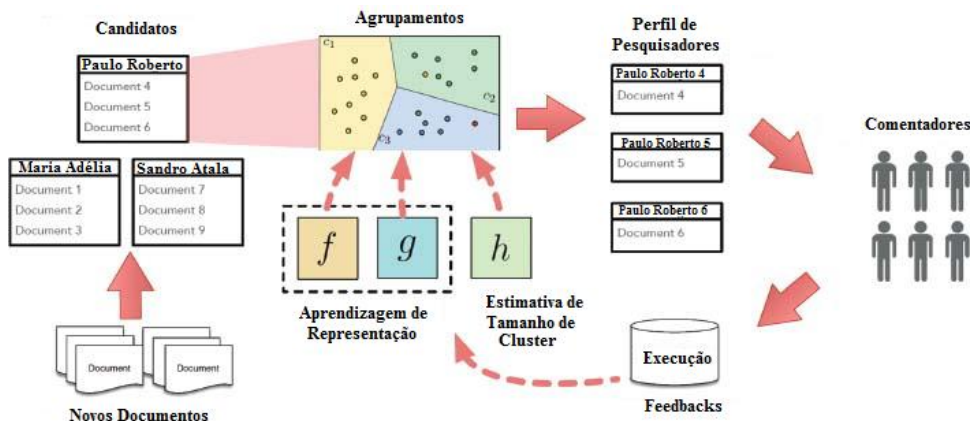 Candidatos
Paulo Roberto
Document 4
Document 5
Document 6
Maria Adélia
Document 1
Document 2
Document 3
Sandro Atala
Document 7
Document 8
Document 9
Document
Document
Novos Documentos
Agrupamentos
c1
c2
c3
f
g
h
Aprendizagem de
Representação
Estimativa de
Tamanho de
Cluster
Perfil de
Pesquisadores
Paulo Roberto 4
Document 4
Paulo Roberto 5
Document 5
Paulo Roberto 6
Document 6
Comentadores
Execução
Feedbacks